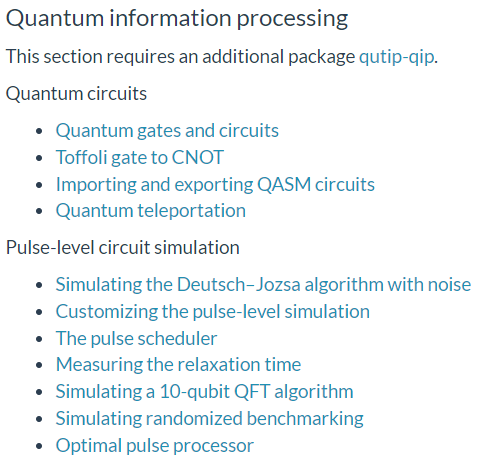 Quantum information processing
This section requires an additional package qutip-qip.
Quantum circuits
• Quantum gates and circuits
• Toffoli gate to CNOT
• Importing and exporting QASM circuits
• Quantum teleportation
Pulse-level circuit simulation
• Simulating the Deutsch–Jozsa algorithm with noise
• Customizing the pulse-level simulation
• The pulse scheduler
• Measuring the relaxation time
• Simulating a 10-qubit QFT algorithm
• Simulating randomized benchmarking
• Optimal pulse processor